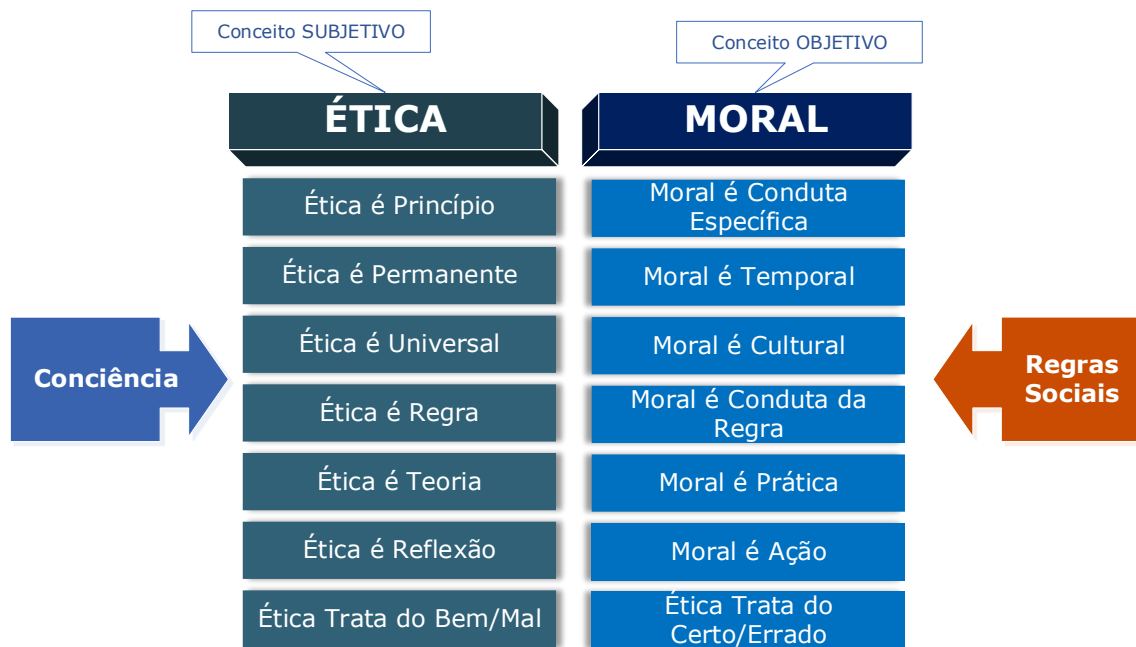 Conceito SUBJETIVO
Conceito OBJETIVO
ÉTICA
MORAL
Ética é Princípio
Moral é Conduta
Específica
Ética é Permanente
Moral é Temporal
Ética é Universal
Moral é Cultural
Conciência
Regras
Sociais
Ética é Regra
Moral é Conduta da
Regra
Ética é Teoria
Moral é Prática
Ética é Reflexão
Moral é Ação
Ética Trata do Bem/Mal
Ética Trata do
Certo/Errado